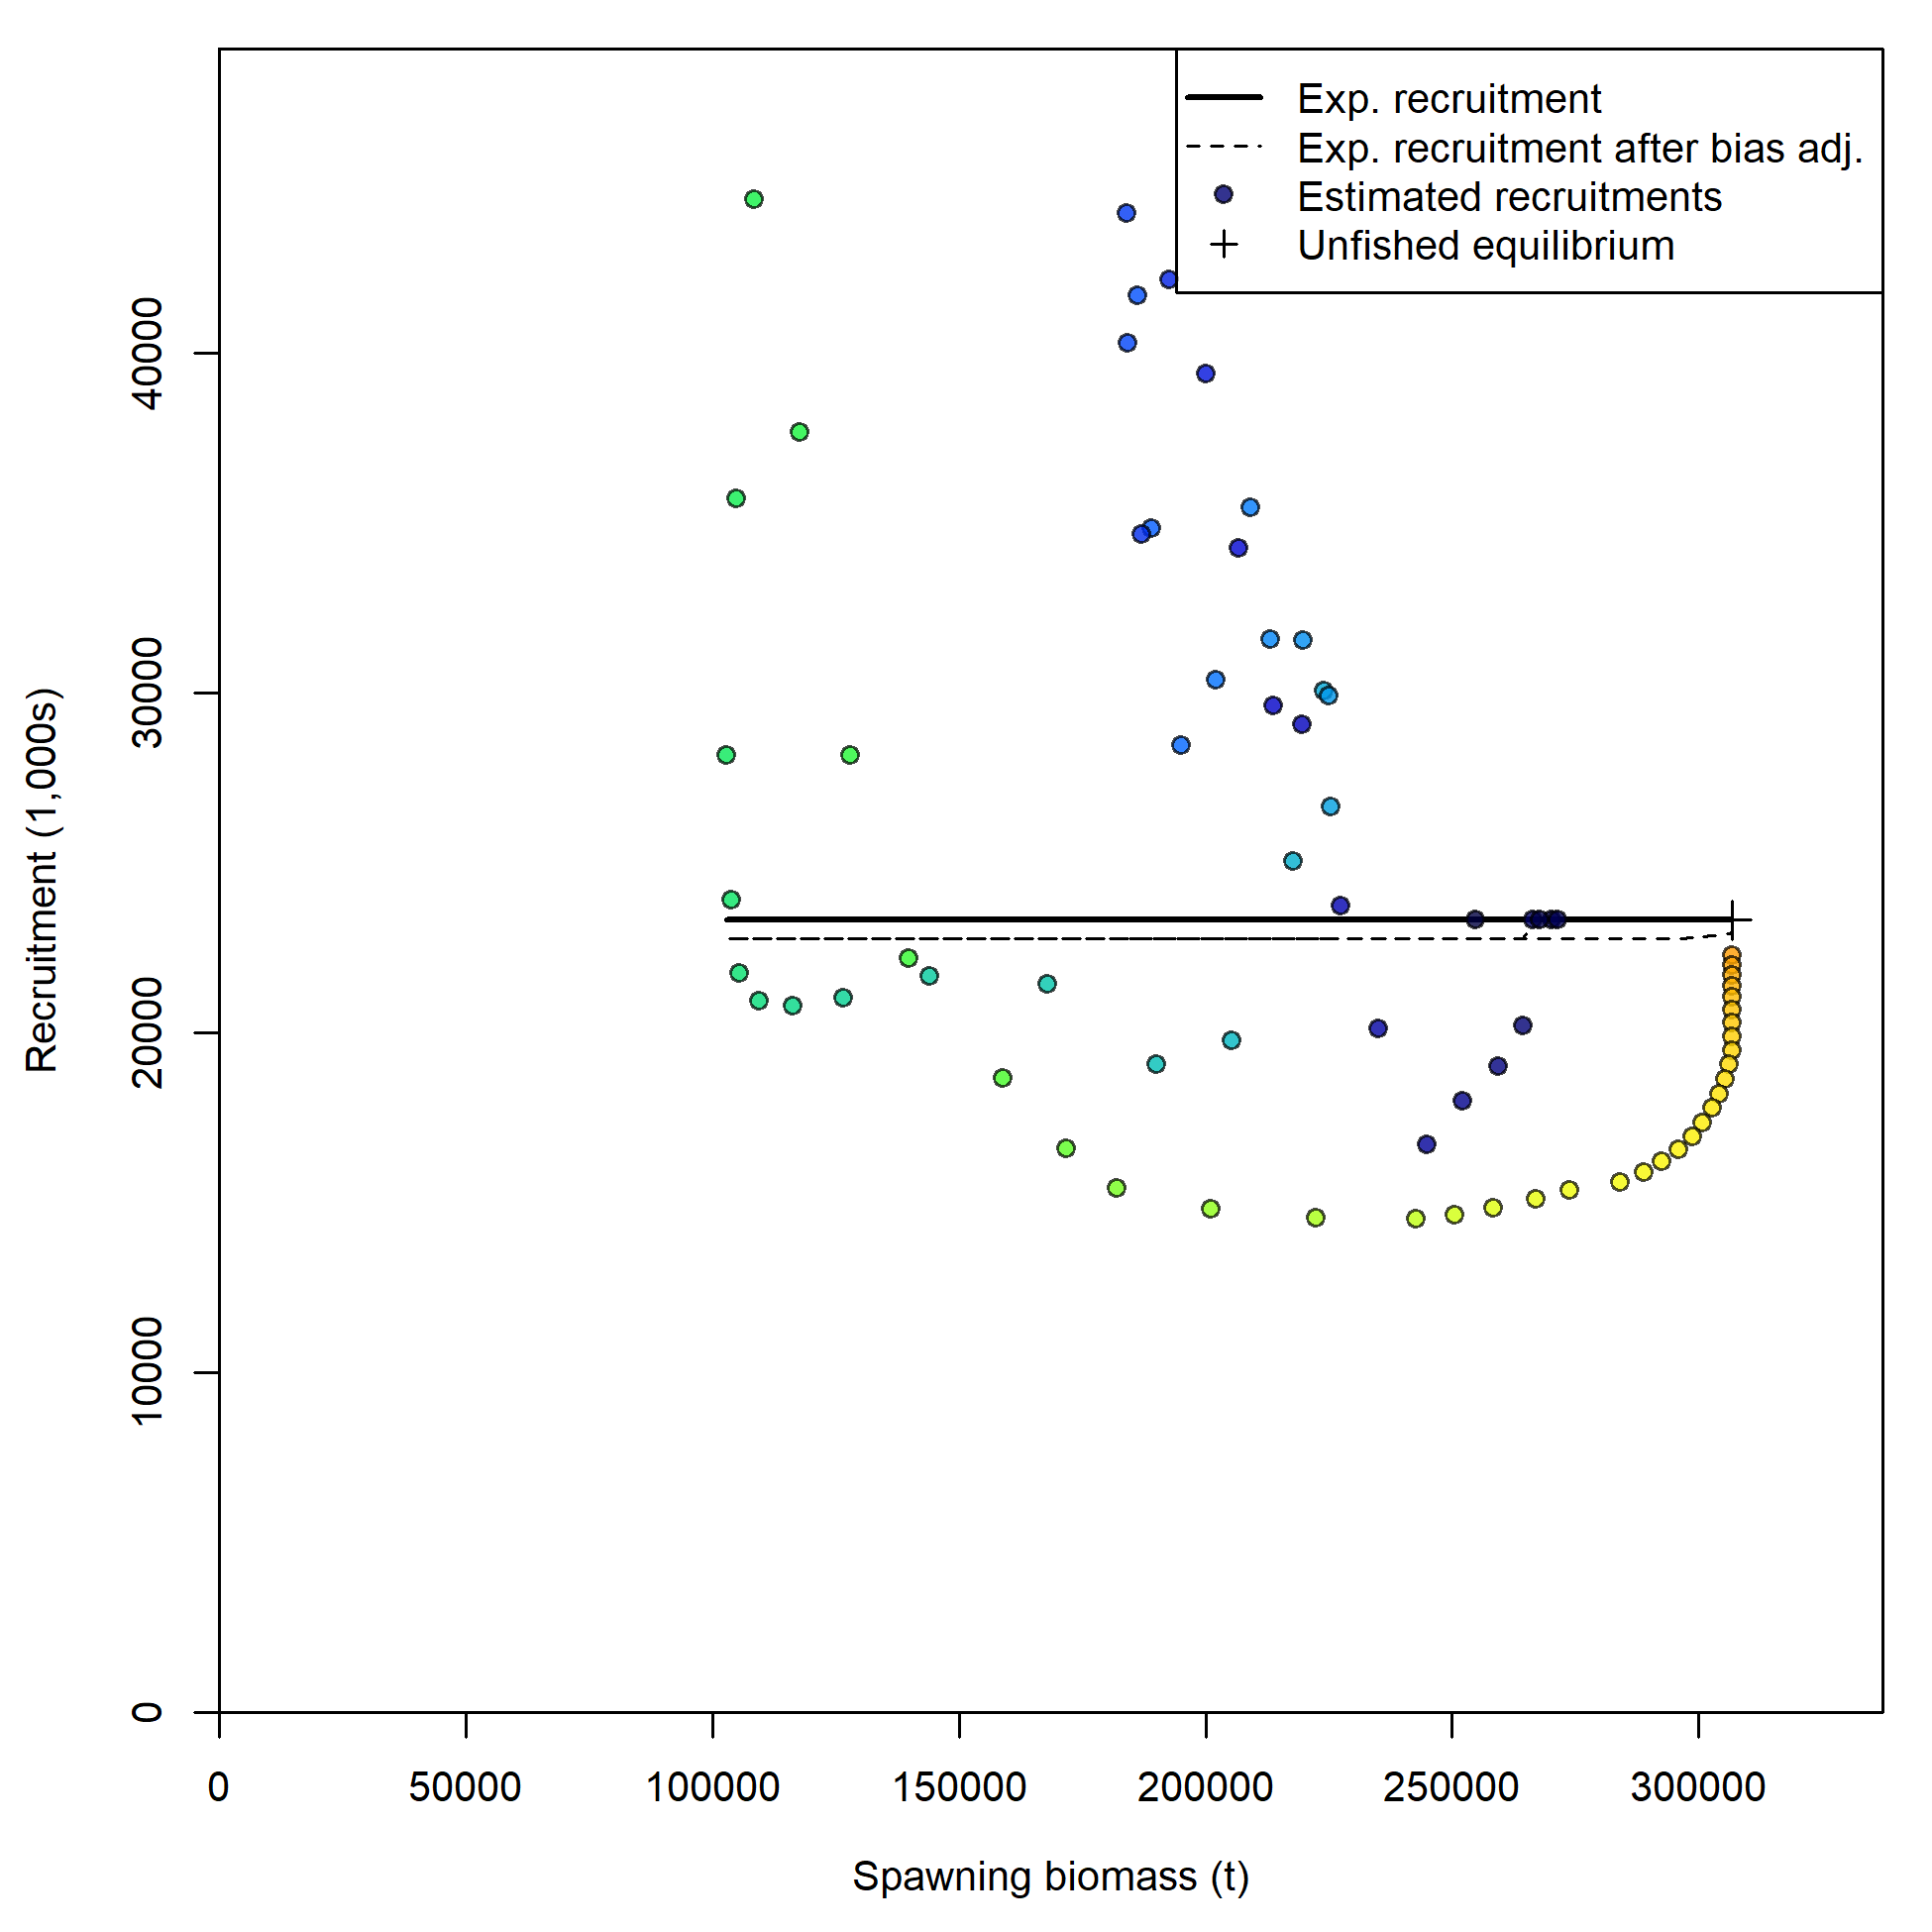 Exp. recruitment
Exp. recruitment after bias adj.
Estimated recruitments
Unfished equilibrium
Recruitment (1,000s)
40000
30000
20000
10000
0
0 50000 100000 150000 200000 250000 300000
Spawning biomass (t)